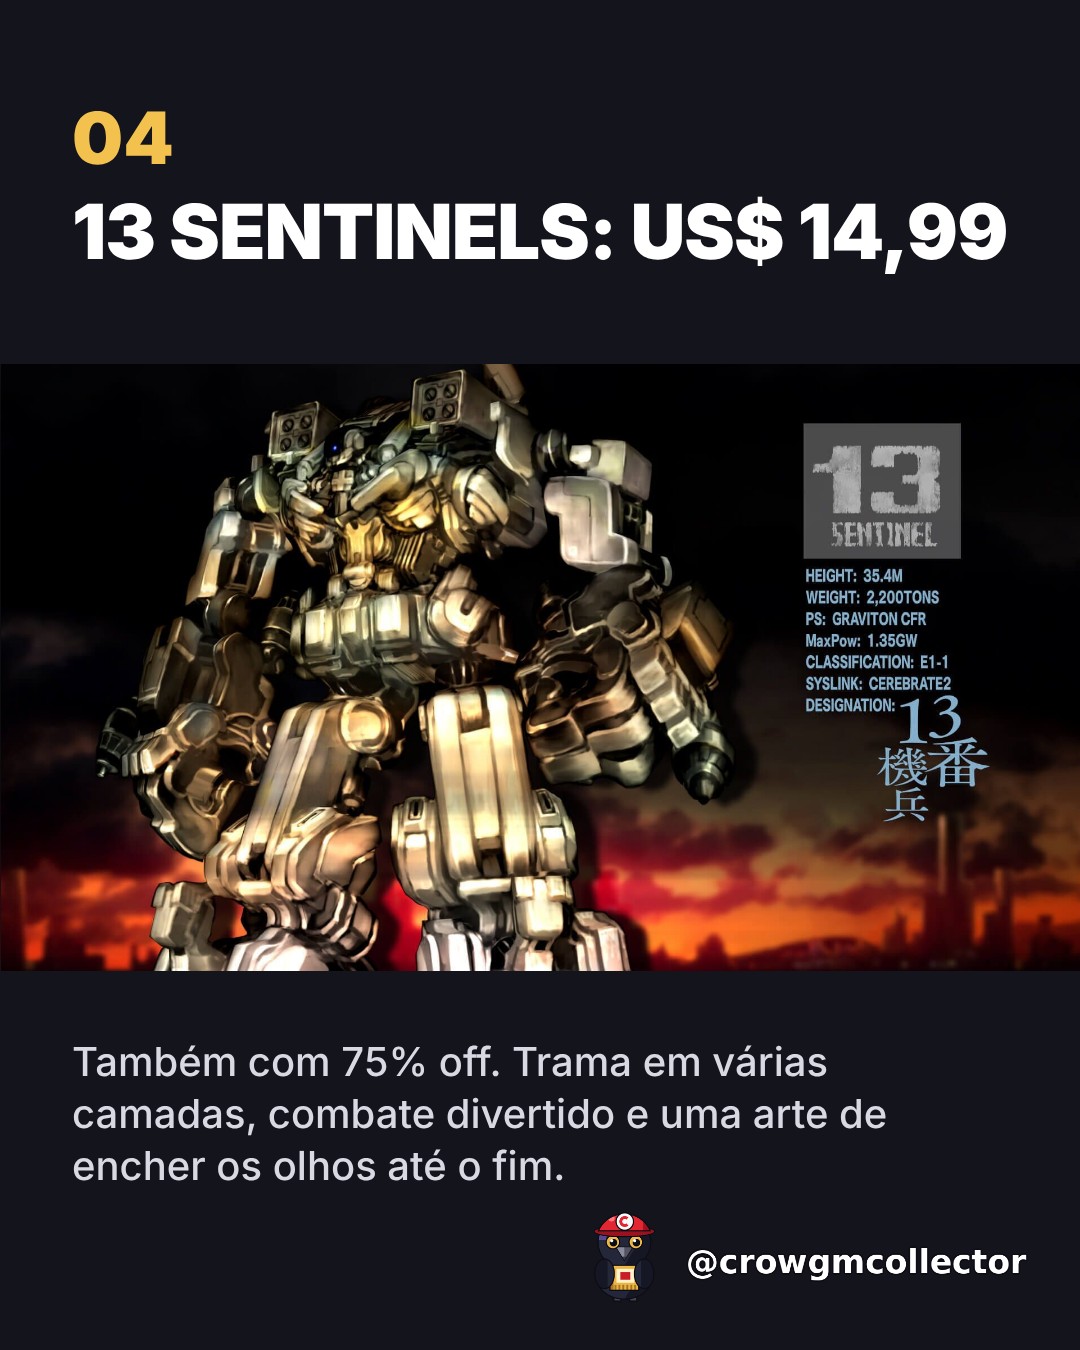 04
13 SENTINELS: US$ 14,99
13
SENTINEL
HEIGHT: 35.4M
WEIGHT: 2,200TONS
PS: GRAVITON CFR
MaxPow: 1.35GW
CLASSIFICATION: E1-1
SYSLINK: CEREBRATE2
DESIGNATION: 13番
機兵
Também com 75% off. Trama em várias
camadas, combate divertido e uma arte de
encher os olhos até o fim.
C
@crowgmcollector